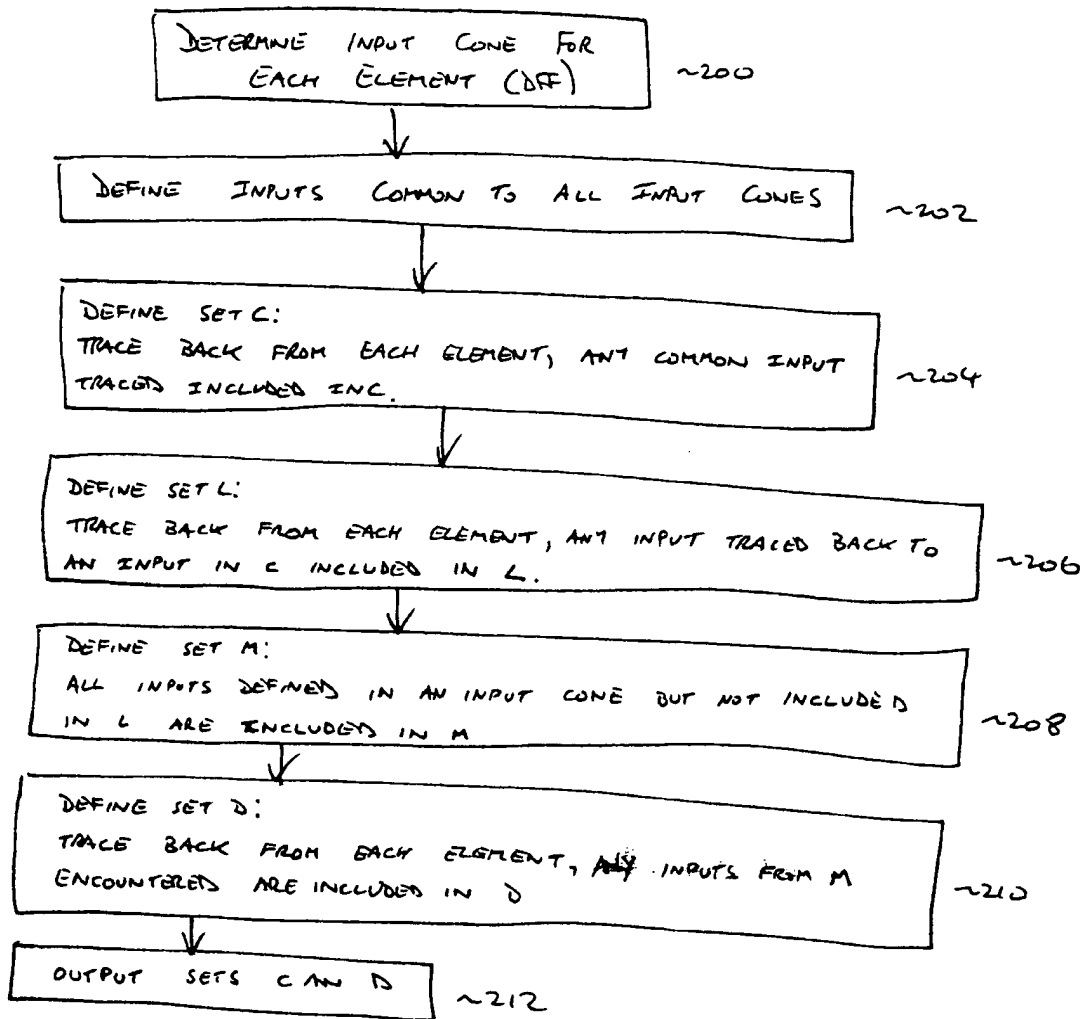 DETERMINE INPUT CONE FOR
EACH ELEMENT (DFF)
~200
DEFINE INPUTS COMMON TO ALL INPUT CONES
~202
DEFINE SET C:
TRACE BACK FROM EACH ELEMENT, ANY COMMON INPUT
TRACED INCLUDED IN C.
~204
DEFINE SET L:
TRACE BACK FROM EACH ELEMENT, ANY INPUT TRACED BACK TO
AN INPUT IN C INCLUDED IN L.
~206
DEFINE SET M:
ALL INPUTS DEFINED IN AN INPUT CONE BUT NOT INCLUDED
IN L ARE INCLUDED IN M
~208
DEFINE SET D:
TRACE BACK FROM EACH ELEMENT, ANY INPUTS FROM M
ENCOUNTERED ARE INCLUDED IN D
~210
OUTPUT SETS C AN D
~212